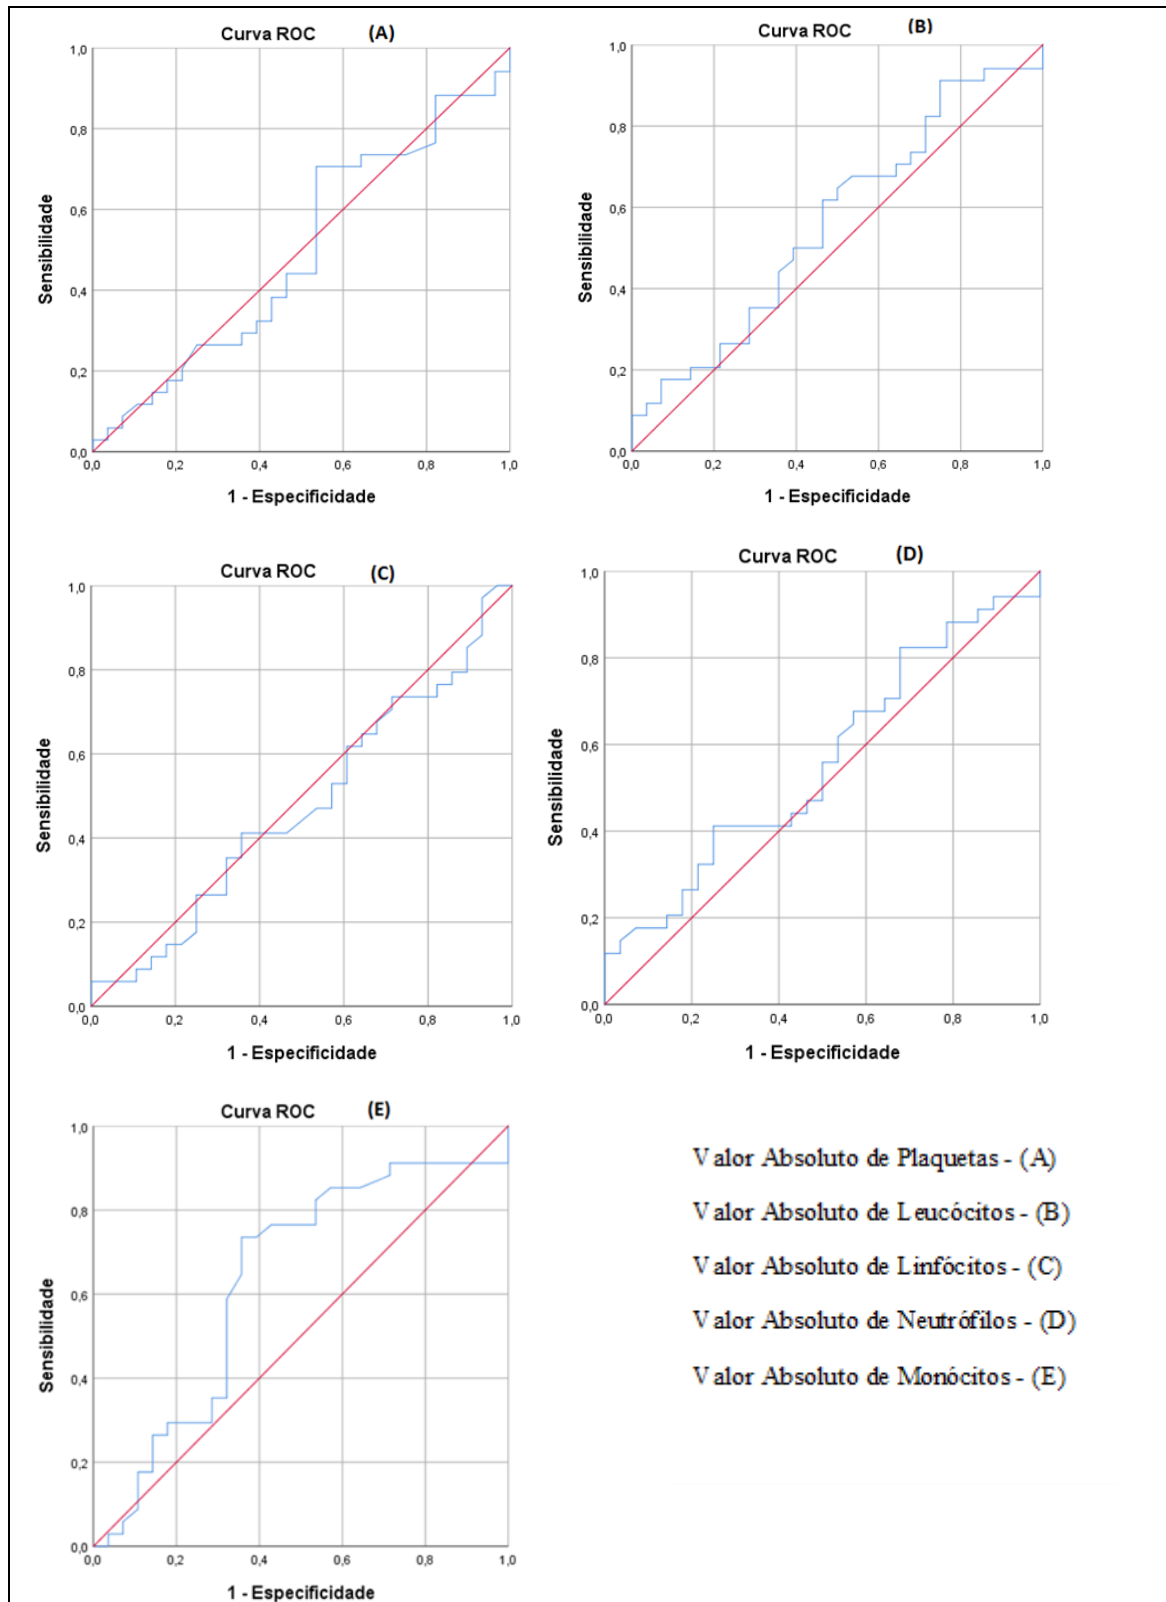 Curva ROC (A)
1,0
0,8
0,6
0,4
0,2
0,0
Sensibilidade
0,0 0,2 0,4 0,6 0,8 1,0
1 - Especificidade
Curva ROC (B)
1,0
0,8
0,6
0,4
0,2
0,0
Sensibilidade
0,0 0,2 0,4 0,6 0,8 1,0
1 - Especificidade
Curva ROC (C)
1,0
0,8
0,6
0,4
0,2
0,0
Sensibilidade
0,0 0,2 0,4 0,6 0,8 1,0
1 - Especificidade
Curva ROC (D)
1,0
0,8
0,6
0,4
0,2
0,0
Sensibilidade
0,0 0,2 0,4 0,6 0,8 1,0
1 - Especificidade
Curva ROC (E)
1,0
0,8
0,6
0,4
0,2
0,0
Sensibilidade
0,0 0,2 0,4 0,6 0,8 1,0
1 - Especificidade
Valor Absoluto de Plaquetas - (A)
Valor Absoluto de Leucócitos - (B)
Valor Absoluto de Linfócitos - (C)
Valor Absoluto de Neutrófilos - (D)
Valor Absoluto de Monócitos - (E)